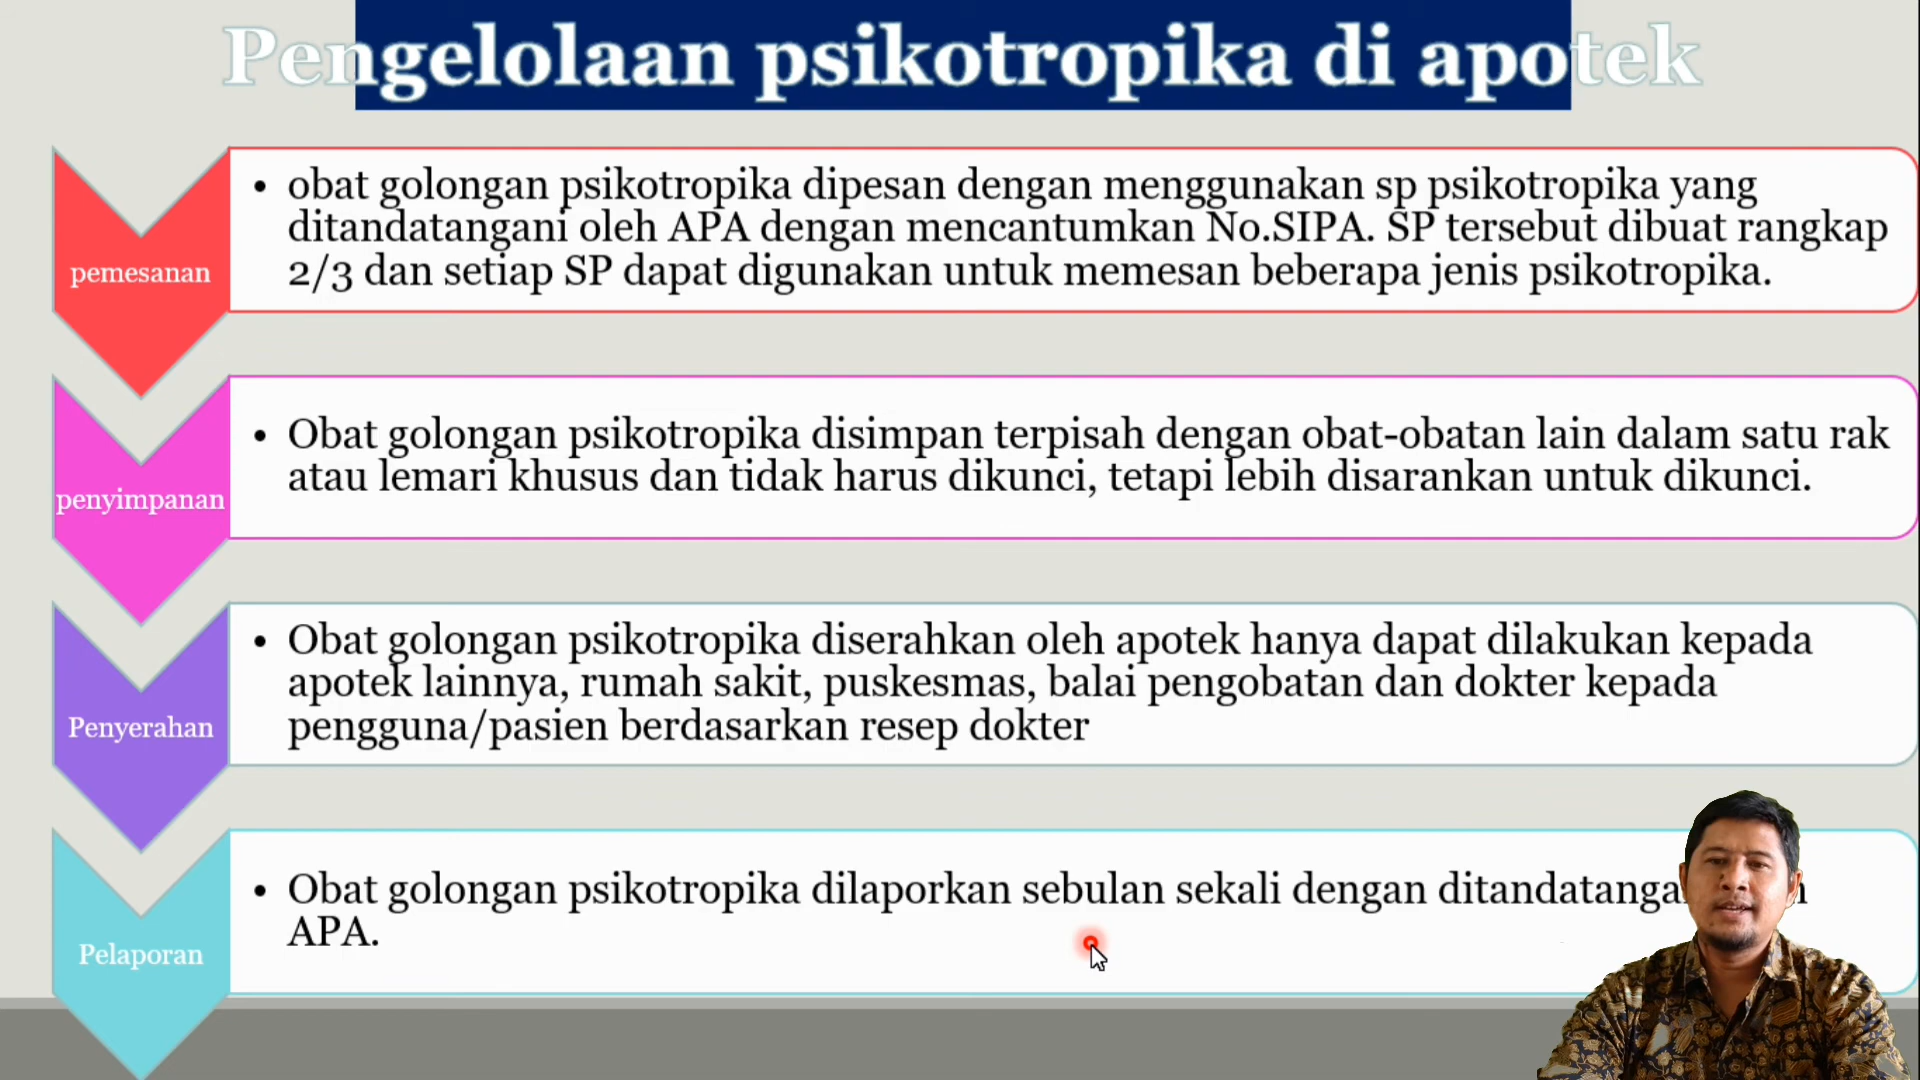 Pengelolaan psikotropika di apotek
pemesanan
• obat golongan psikotropika dipesan dengan menggunakan sp psikotropika yang
ditandatangani oleh APA dengan mencantumkan No.SIPA. SP tersebut dibuat rangkap
2/3 dan setiap SP dapat digunakan untuk memesan beberapa jenis psikotropika.
penyimpanan
• Obat golongan psikotropika disimpan terpisah dengan obat-obatan lain dalam satu rak
atau lemari khusus dan tidak harus dikunci, tetapi lebih disarankan untuk dikunci.
Penyerahan
• Obat golongan psikotropika diserahkan oleh apotek hanya dapat dilakukan kepada
apotek lainnya, rumah sakit, puskesmas, balai pengobatan dan dokter kepada
pengguna/pasien berdasarkan resep dokter
Pelaporan
• Obat golongan psikotropika dilaporkan sebulan sekali dengan
APA.